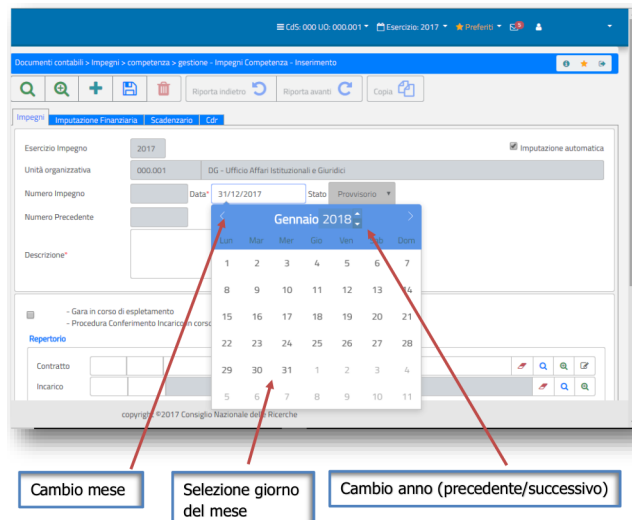 CdS: 000 UO: 000.001 Esercizio: 2017 Preferiti
Documenti contabili > Impegni > competenza > gestione - Impegni Competenza - Inserimento
Riporta indietro Riporta avanti Copia
Impegni Imputazione Finanziaria Scadenzario Cdr
Esercizio Impegno 2017 Imputazione automatica
Unità organizzativa 000.001 DG - Ufficio Affari Istituzionali e Giuridici
Numero Impegno Data* 31/12/2017 Stato Provvisorio
Numero Precedente
Gennaio 2018
Lun Mar Mer Gio Ven Sab Dom
Descrizione*
1 2 3 4 5 6 7
8 9 10 11 12 13 14
15 16 17 18 19 20 21
22 23 24 25 26 27 28
29 30 31 1 2 3 4
5 6 7 8 9 10 11
- Gara in corso di espletamento
- Procedura Conferimento Incarico in corso
Repertorio
Contratto
Incarico
copyright ©2017 Consiglio Nazionale delle Ricerche
Cambio mese
Selezione giorno
del mese
Cambio anno (precedente/successivo)